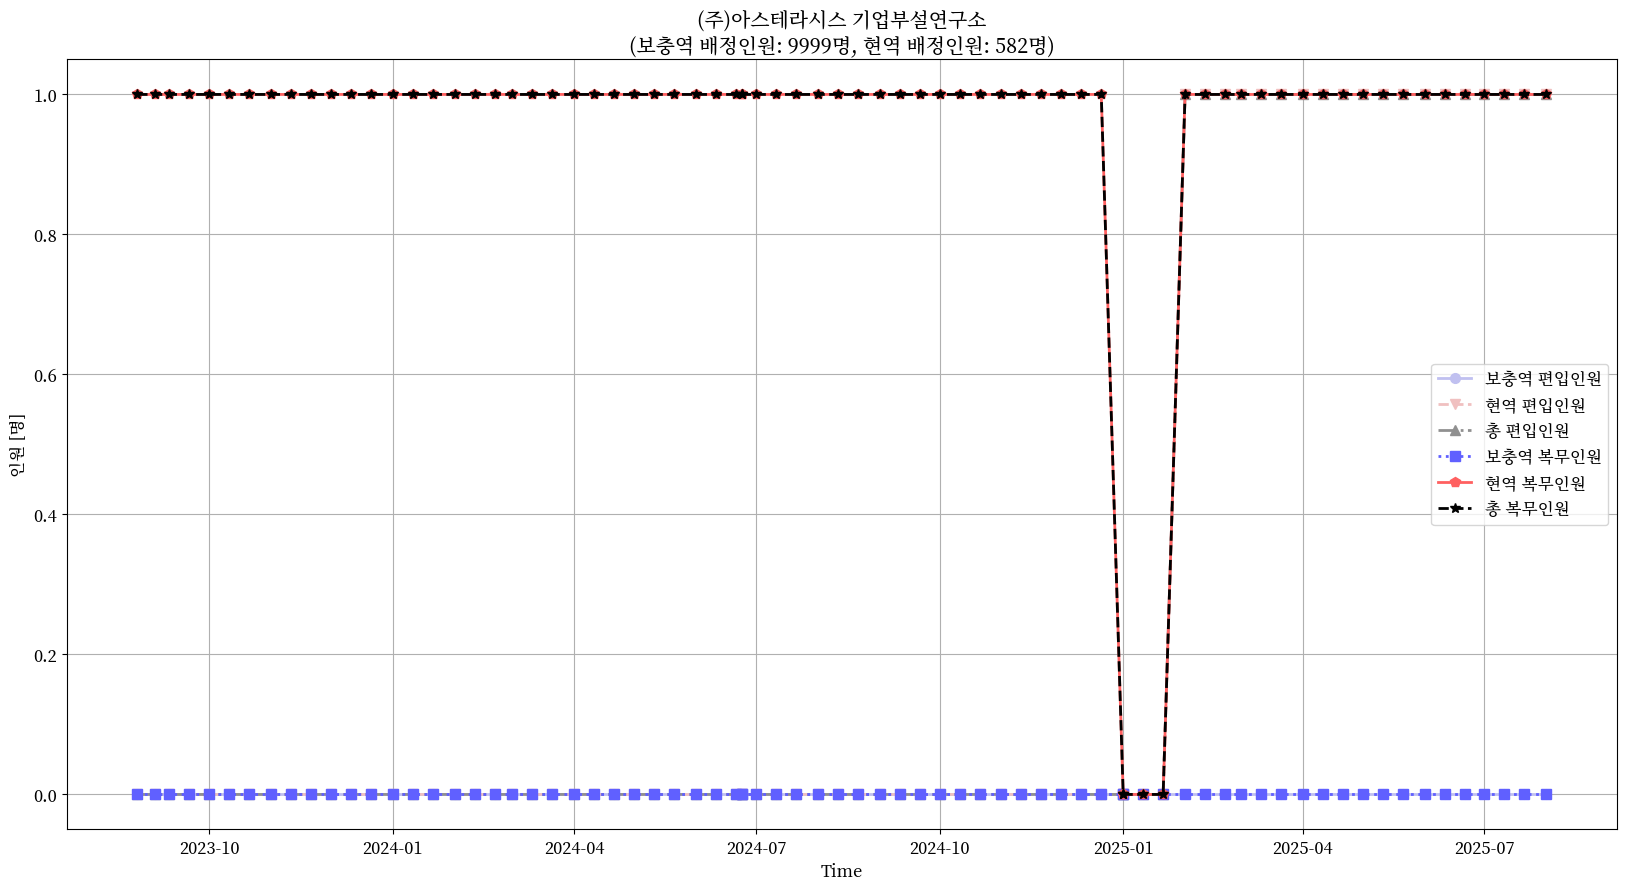 (주)아스테라시스 기업부설연구소
(보충역 배정인원: 9999명, 현역 배정인원: 582명)
인원 [명]
1.0
0.8
0.6
0.4
0.2
0.0
보충역 편입인원
현역 편입인원
총 편입인원
보충역 복무인원
현역 복무인원
총 복무인원
2023-10 2024-01 2024-04 2024-07 2024-10 2025-01 2025-04 2025-07
Time